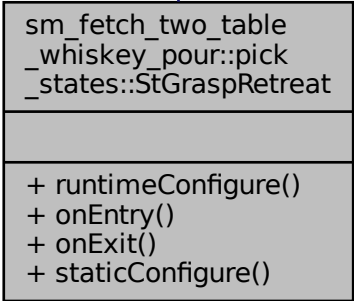 sm_fetch_two_table
_whiskey_pour::pick
_states::StGraspRetreat
+ runtimeConfigure()
+ onEntry()
+ onExit()
+ staticConfigure()